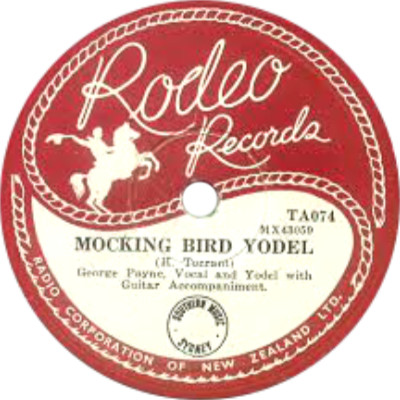 Rodeo
Records
TA074
MX43059
MOCKING BIRD YODEL
(K. Turrant)
George Payne, Vocal and Yodel with
Guitar Accompaniment.
SOUTHERN MUSIC
SYDNEY
RADIO CORPORATION OF NEW ZEALAND LTD.